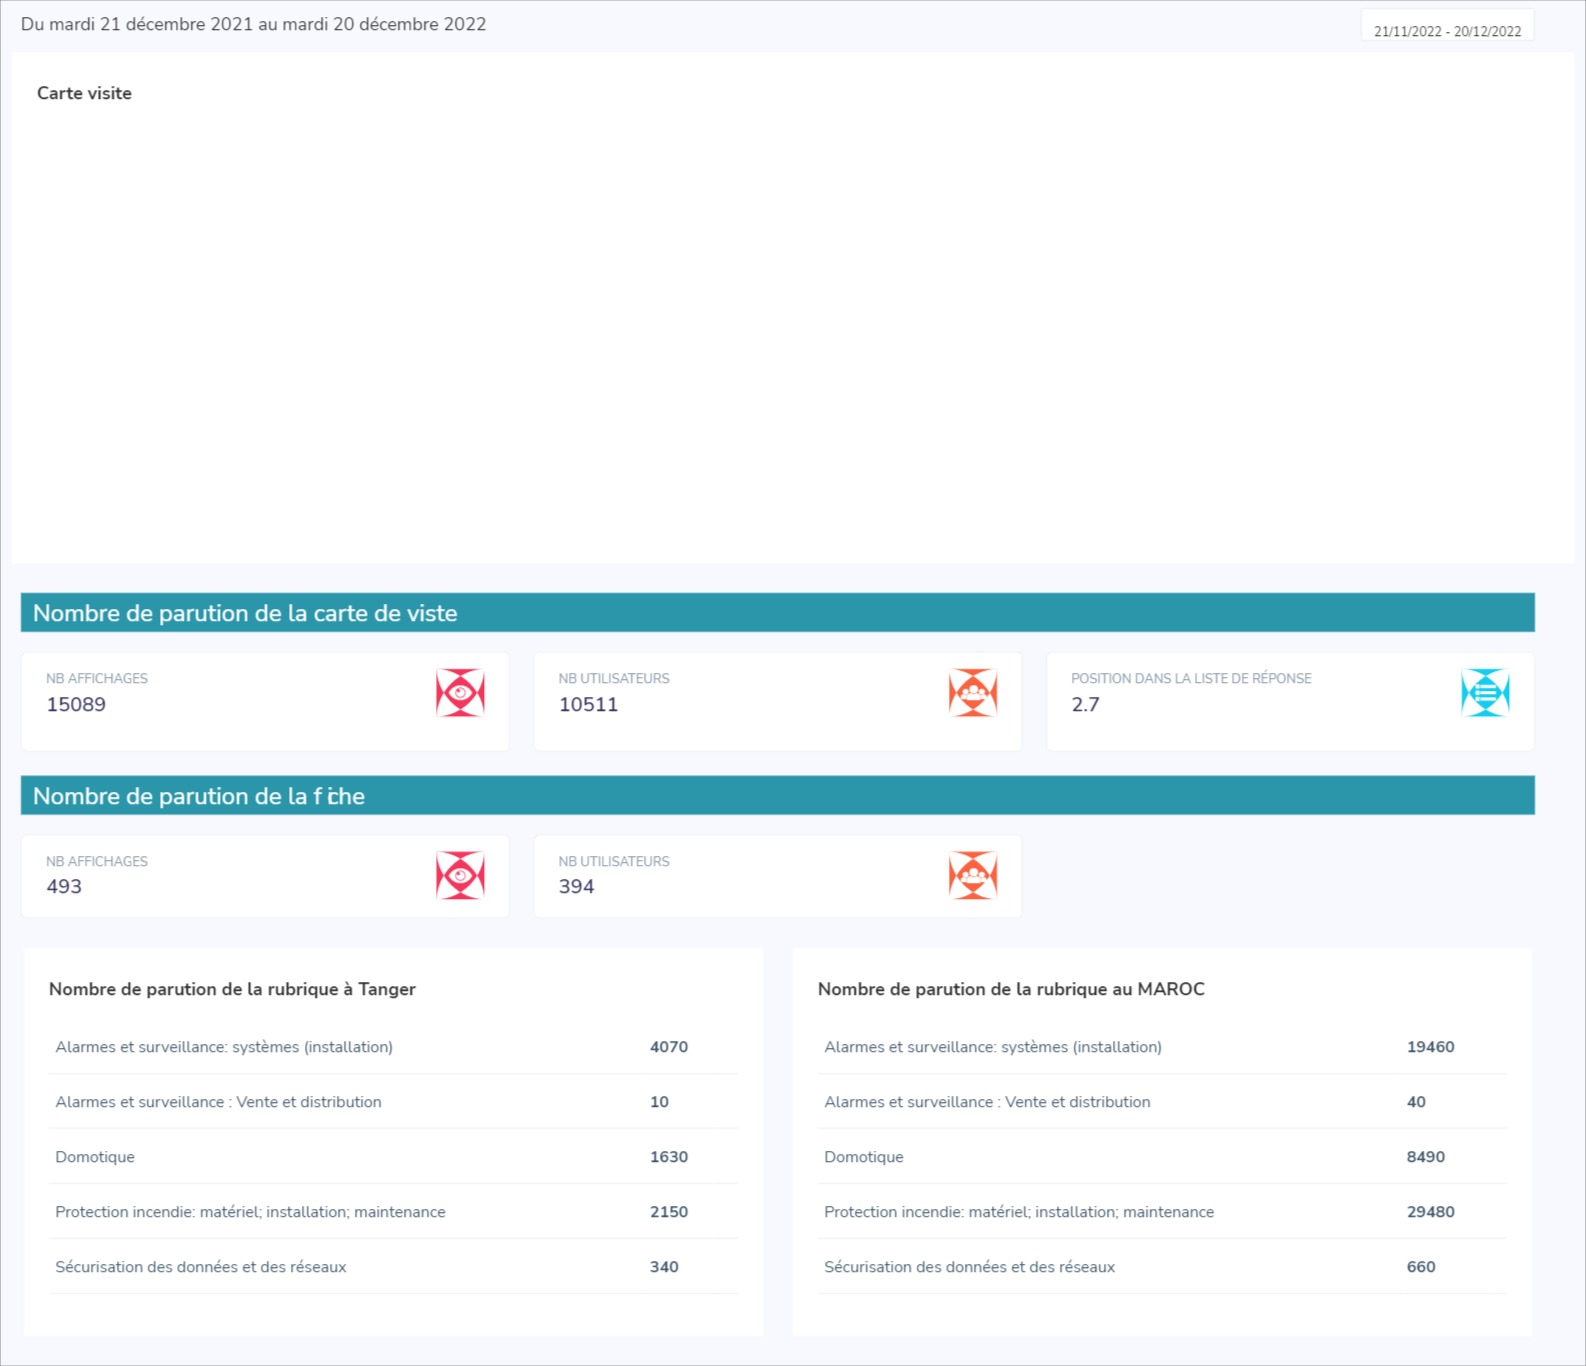 Du mardi 21 décembre 2021 au mardi 20 décembre 2022
21/11/2022 - 20/12/2022
Carte visite
Nombre de parution de la carte de viste
NB AFFICHAGES
15089
NB UTILISATEURS
10511
POSITION DANS LA LISTE DE RÉPONSE
2.7
Nombre de parution de la fiche
NB AFFICHAGES
493
NB UTILISATEURS
394
Nombre de parution de la rubrique à Tanger
Alarmes et surveillance: systèmes (installation) 4070
Alarmes et surveillance : Vente et distribution 10
Domotique 1630
Protection incendie: matériel; installation; maintenance 2150
Sécurisation des données et des réseaux 340
Nombre de parution de la rubrique au MAROC
Alarmes et surveillance: systèmes (installation) 19460
Alarmes et surveillance : Vente et distribution 40
Domotique 8490
Protection incendie: matériel; installation; maintenance 29480
Sécurisation des données et des réseaux 660